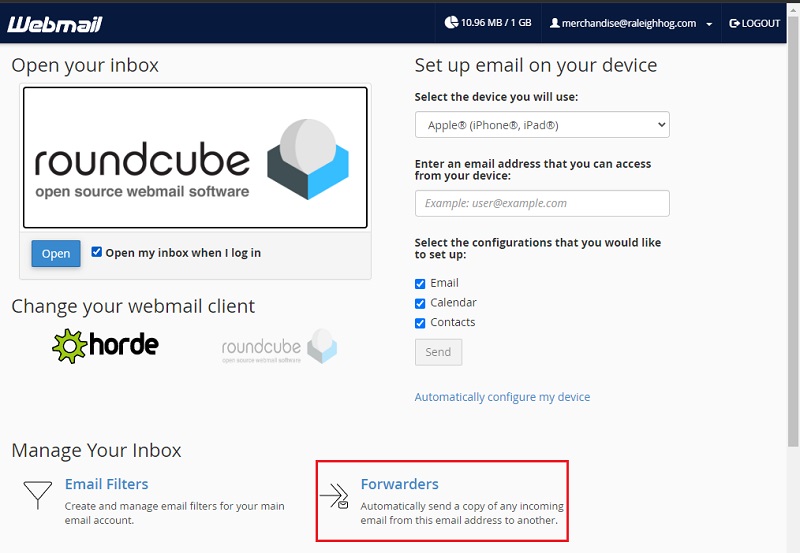 Webmail
10.96 MB / 1 GB
merchandise@raleighhog.com
LOGOUT
Open your inbox
roundcube
open source webmail software
Open
Open my inbox when I log in
Change your webmail client
horde
roundcube
open source webmail software
Set up email on your device
Select the device you will use:
Apple® (iPhone®, iPad®)
Enter an email address that you can access
from your device:
Example: user@example.com
Select the configurations that you would like
to set up:
Email
Calendar
Contacts
Send
Automatically configure my device
Manage Your Inbox
Email Filters
Create and manage email filters for your main
email account.
Forwarders
Automatically send a copy of any incoming
email from this email address to another.